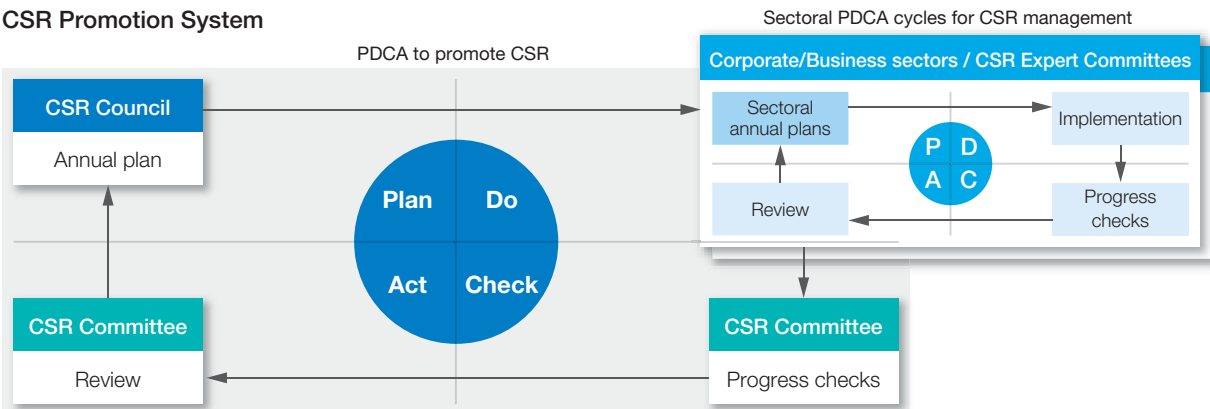 CSR Promotion System
Sectoral PDCA cycles for CSR management
PDCA to promote CSR
Corporate/Business sectors / CSR Expert Committees
CSR Council
Annual plan
Sectoral
annual plans
Implementation
P D
A C
Review
Progress
checks
Plan
Do
Act
Check
CSR Committee
Review
CSR Committee
Progress checks